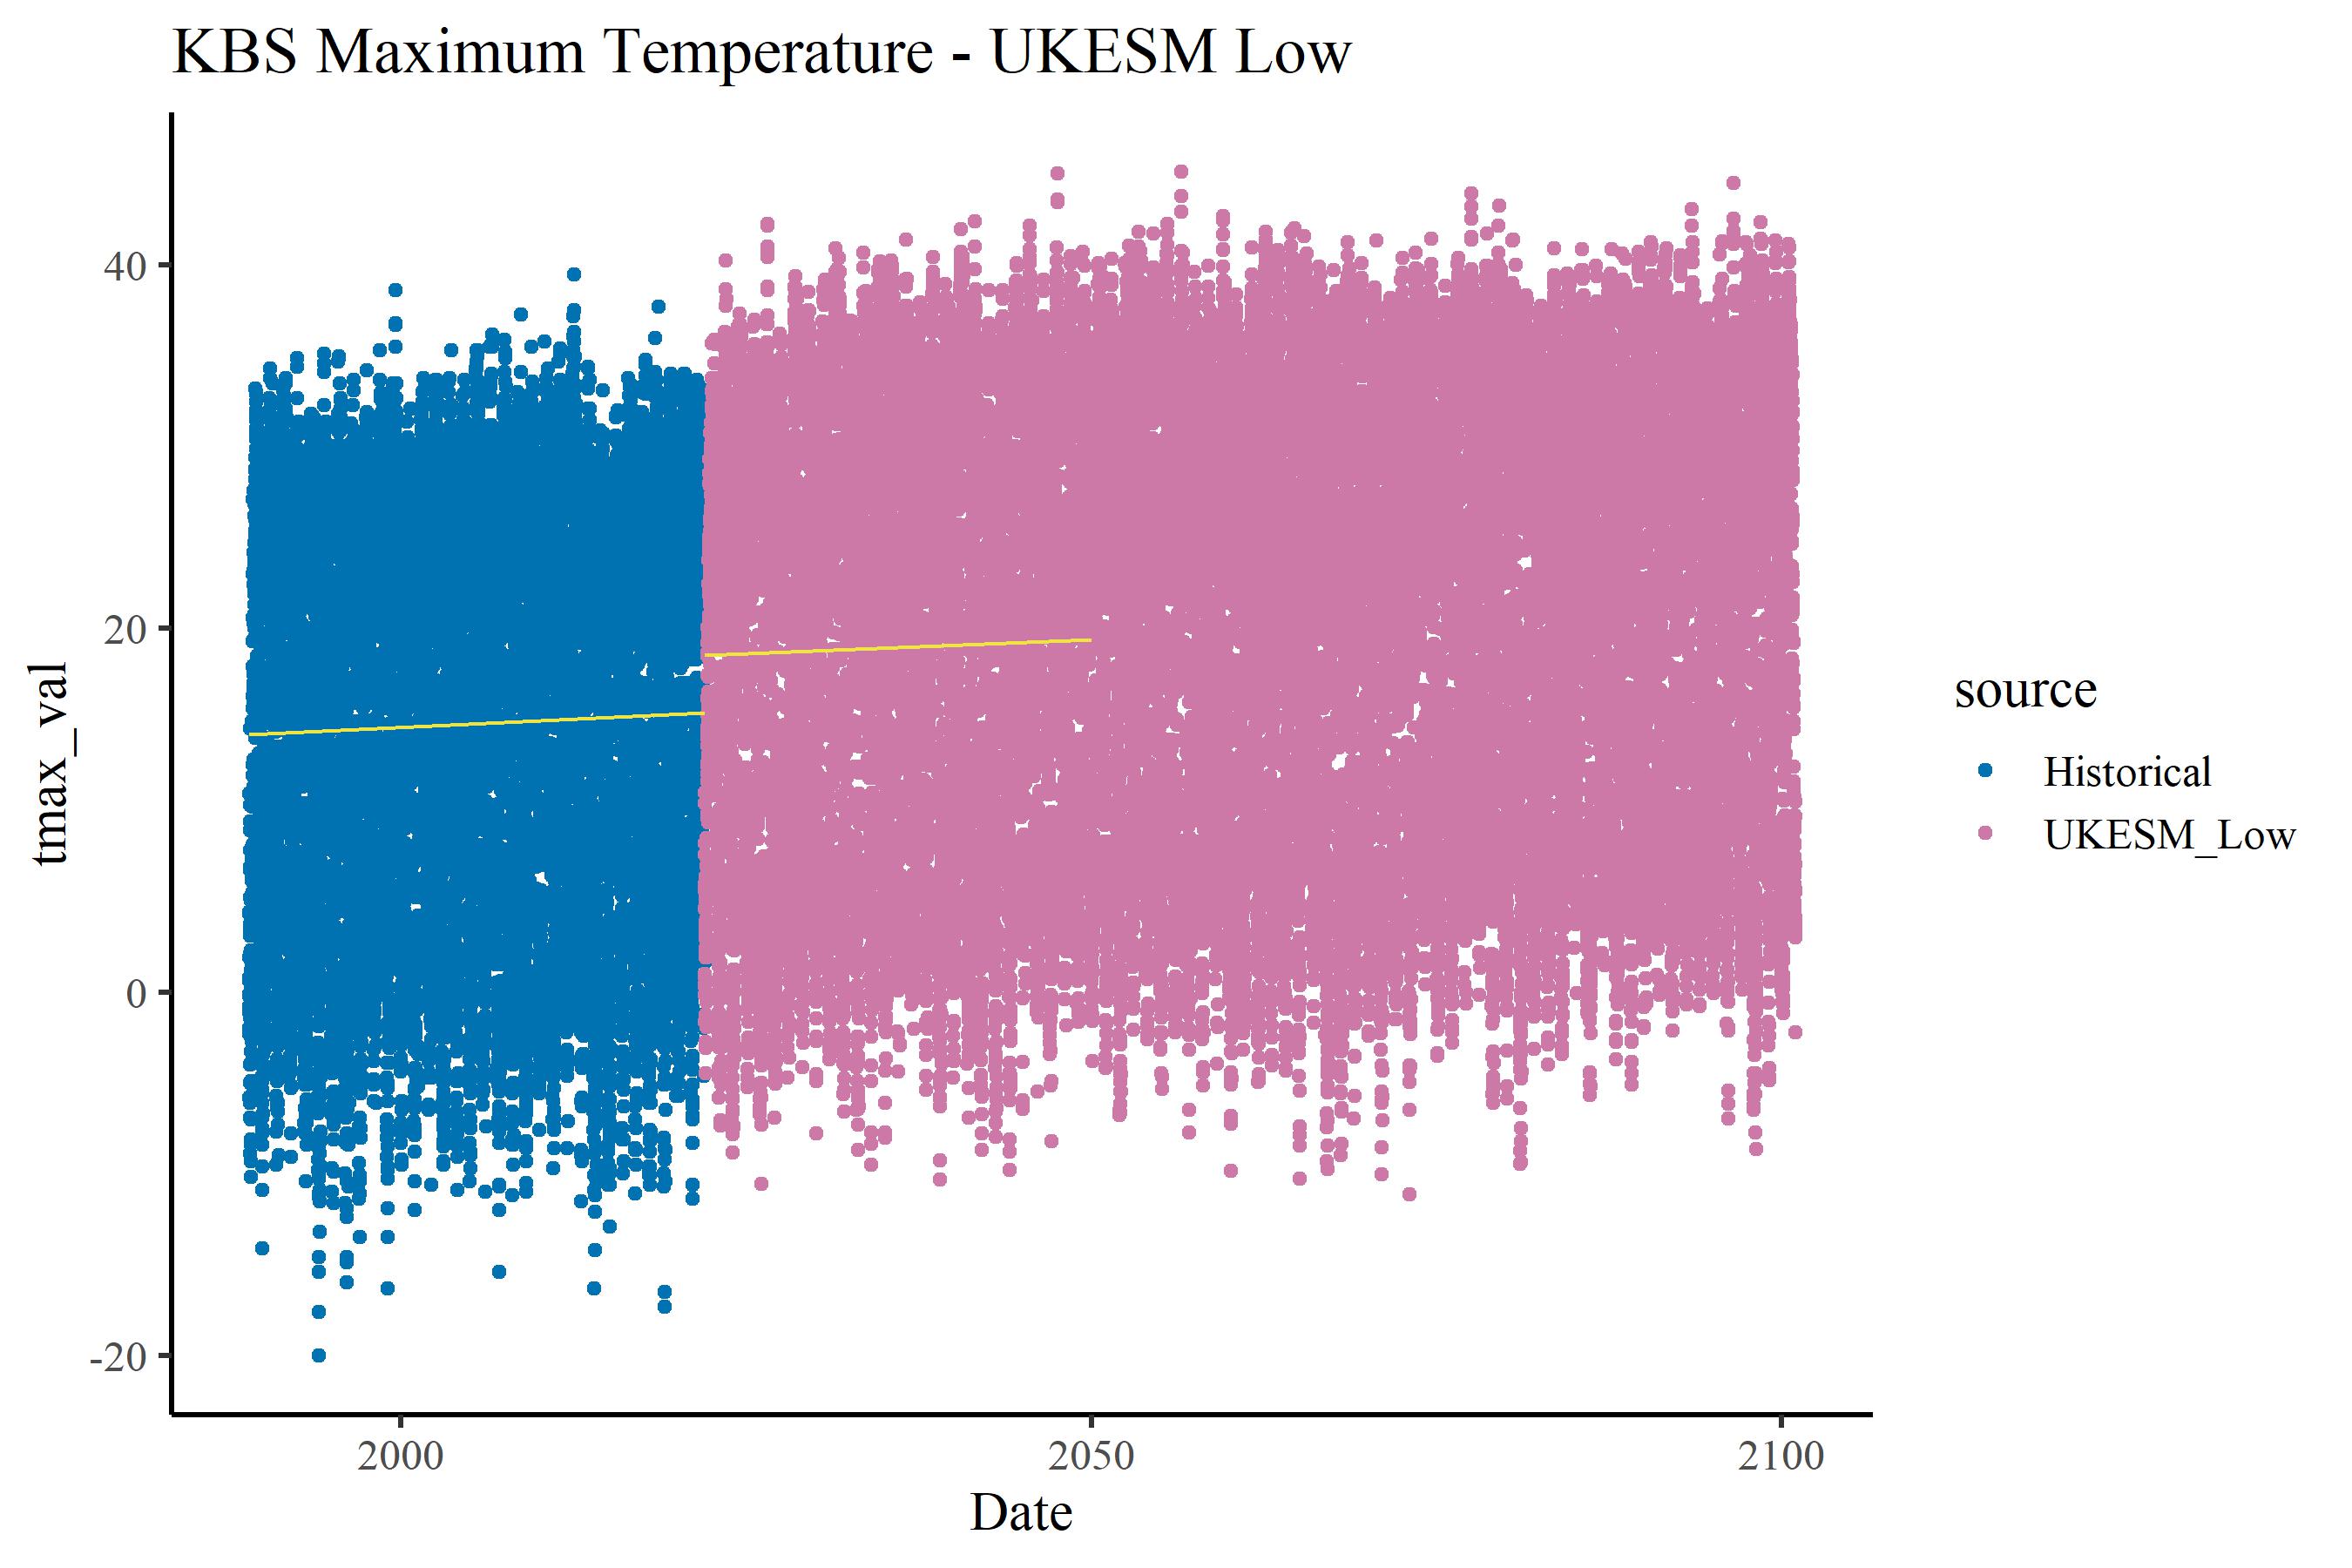 KBS Maximum Temperature - UKESM Low
tmax_val
40
20
0
-20
2000
2050
2100
Date
source
Historical
UKESM_Low